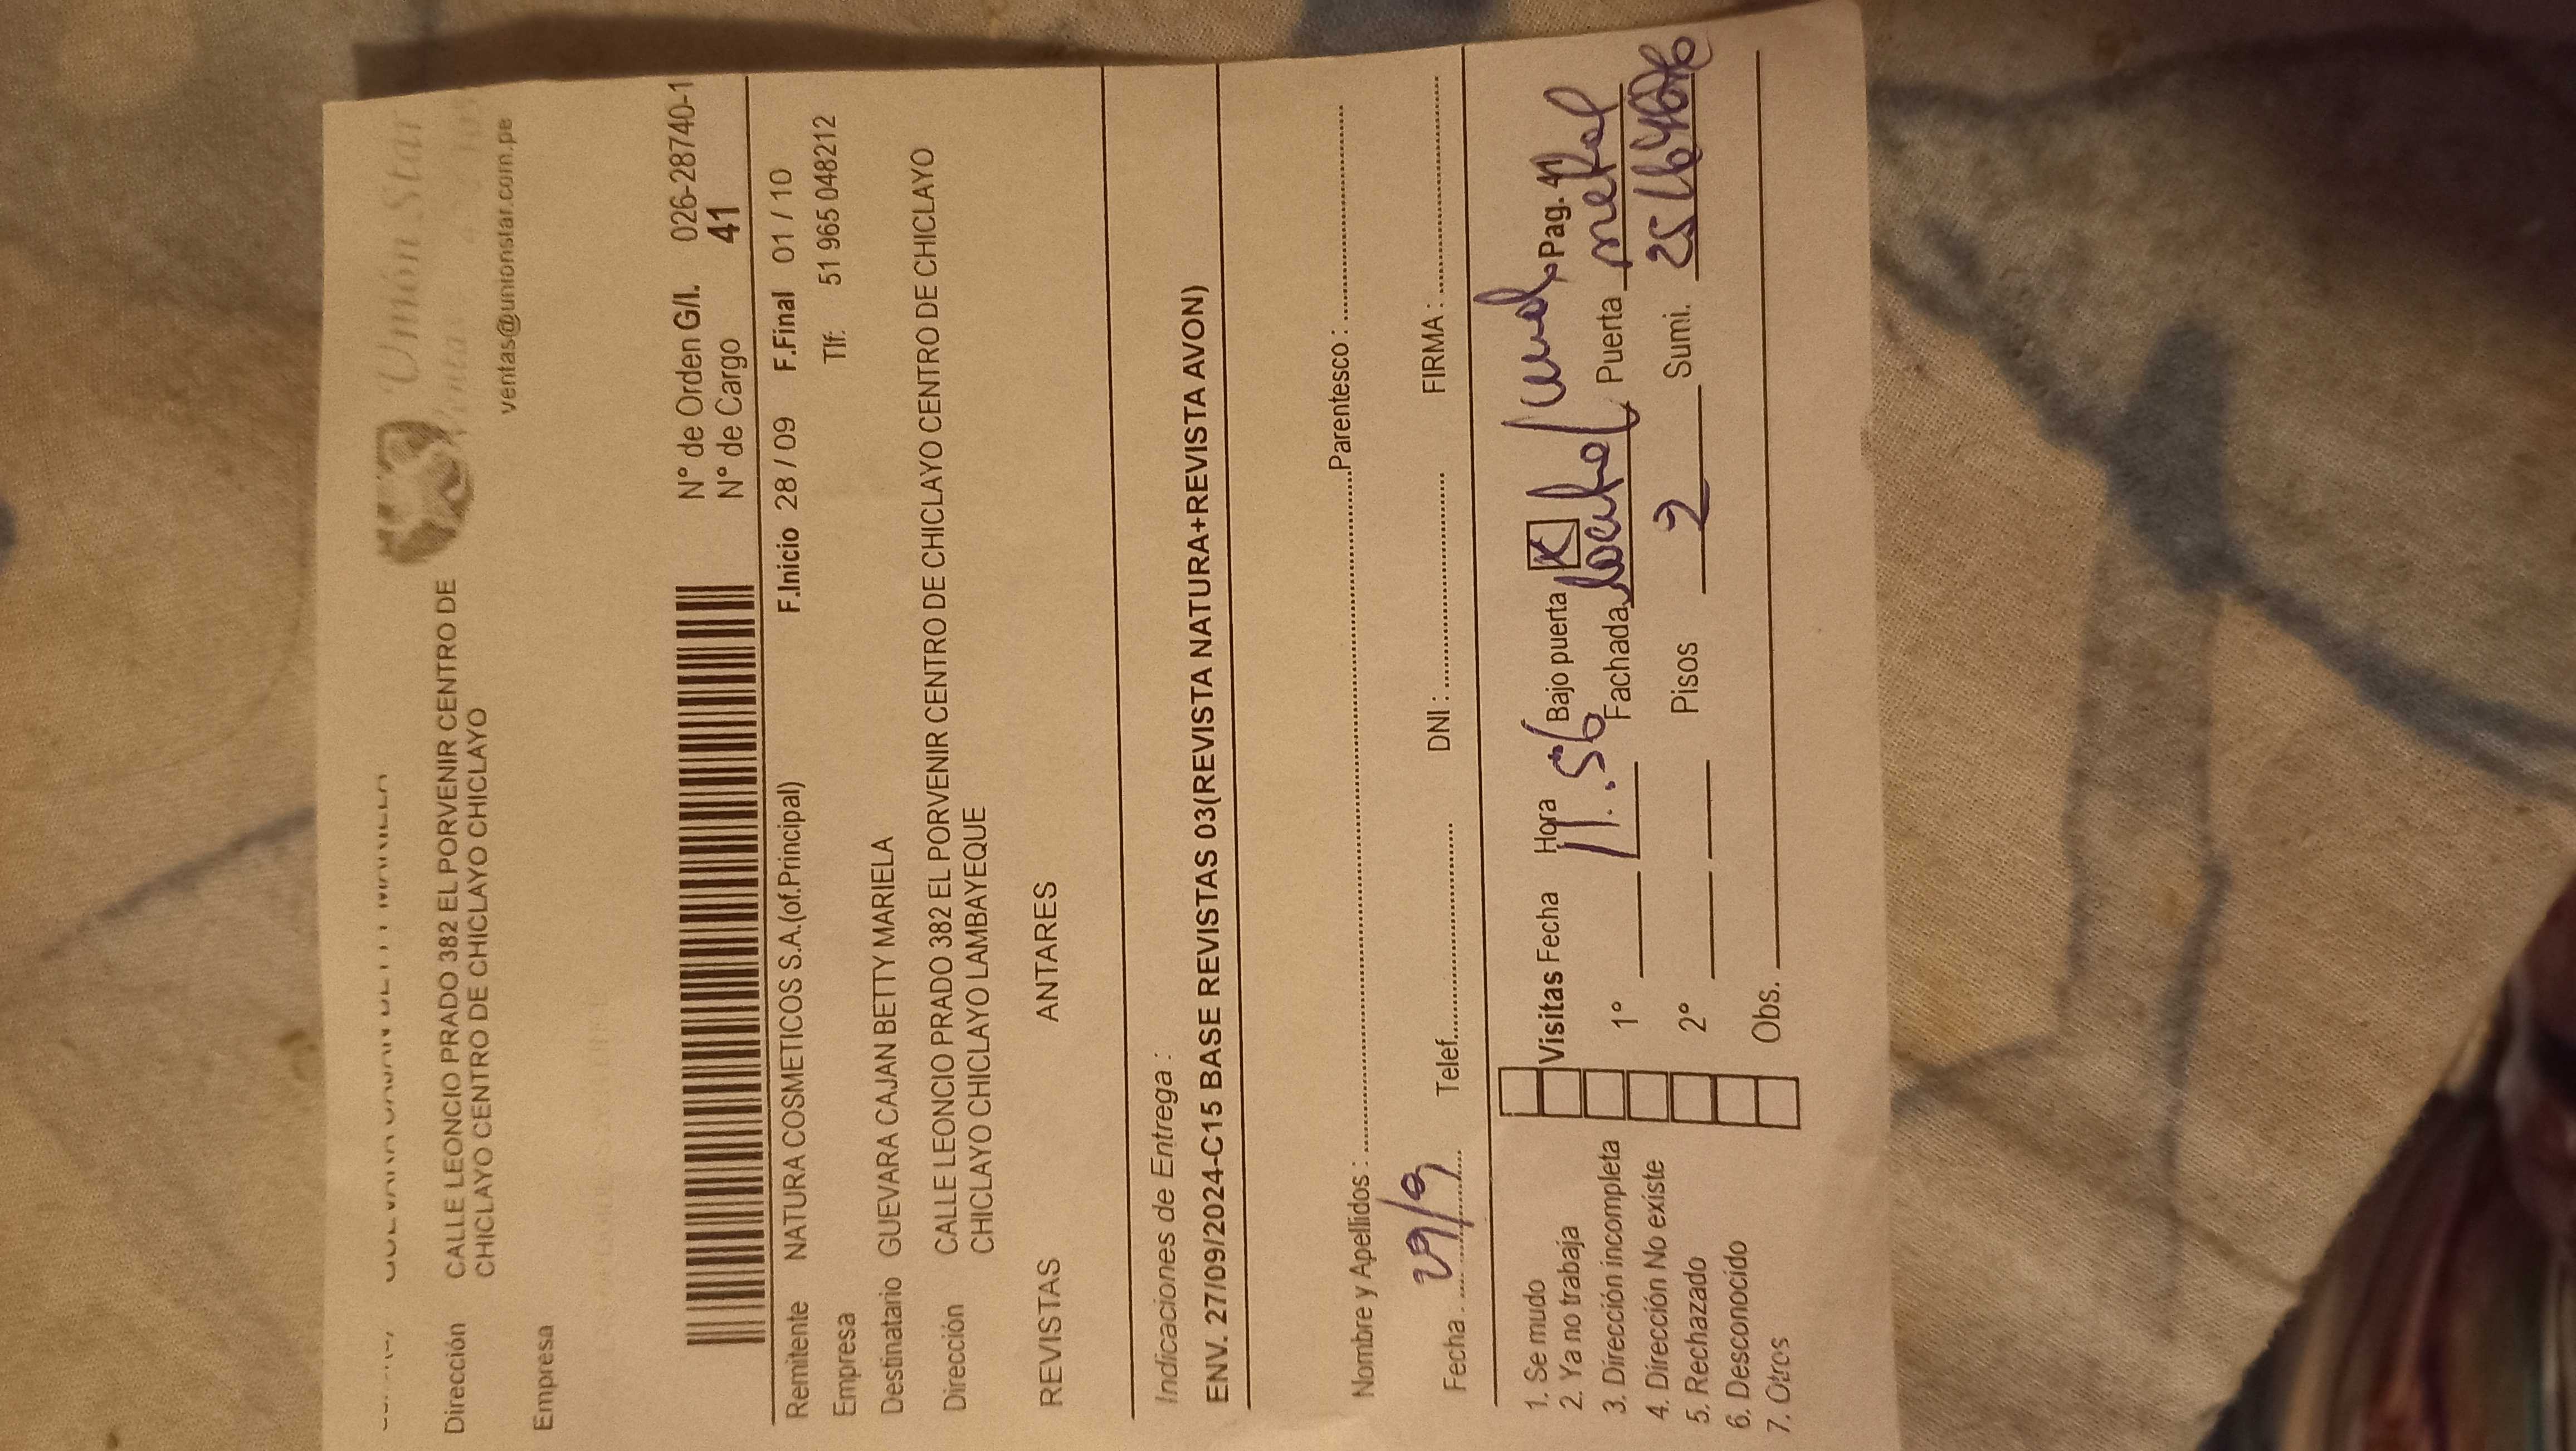 Unión Star
ventas@unionstar.com.pe
Dirección CALLE LEONCIO PRADO 382 EL PORVENIR CENTRO DE
CHICLAYO CENTRO DE CHICLAYO CHICLAYO
Empresa
N° de Orden G/I. 026-28740-1
N° de Cargo 41
F.Inicio 28 / 09 F.Final 01 / 10
Remitente NATURA COSMETICOS S.A.(of.Principal)
Tlf: 51 965 048212
Empresa
Destinatario GUEVARA CAJAN BETTY MARIELA
Dirección CALLE LEONCIO PRADO 382 EL PORVENIR CENTRO DE CHICLAYO CENTRO DE CHICLAYO
CHICLAYO CHICLAYO LAMBAYEQUE
REVISTAS ANTARES
Indicaciones de Entrega :
ENV. 27/09/2024-C15 BASE REVISTAS 03(REVISTA NATURA+REVISTA AVON)
Nombre y Apellidos : Parentesco :
Fecha : 29/9 Telef. DNI : FIRMA :
1. Se mudo
2. Ya no trabaja
3. Dirección incompleta
4. Dirección No existe
5. Rechazado
6. Desconocido
7. Otros
Visitas Fecha Hora Bajo puerta X Pag. 41
1° 11:56 Fachada Puerta metal
2° Pisos 2 Sumi.
Obs.